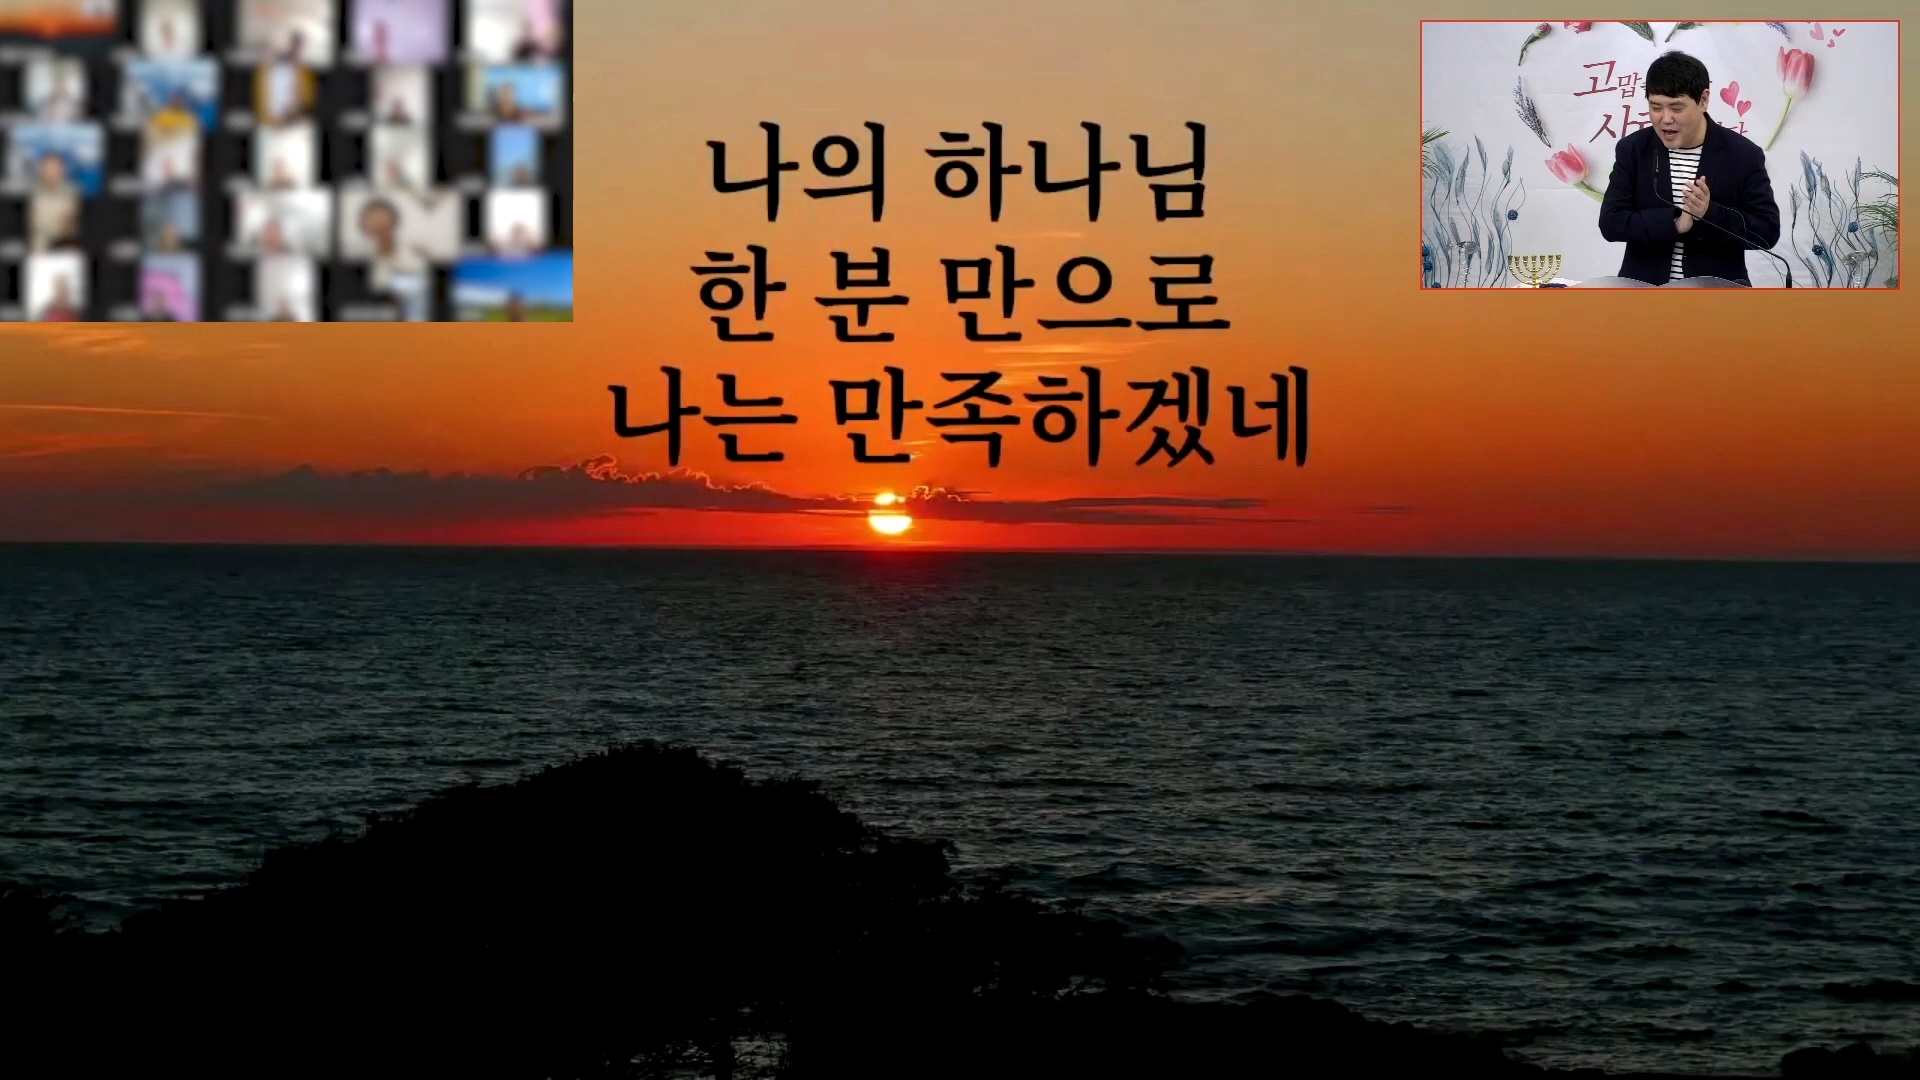 나의 하나님
한 분 만으로
나는 만족하겠네